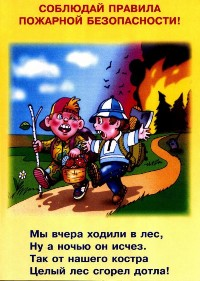 СОБЛЮДАЙ ПРАВИЛА
ПОЖАРНОЙ БЕЗОПАСНОСТИ!
Мы вчера ходили в лес,
Ну а ночью он исчез.
Так от нашего костра
Целый лес сгорел дотла!